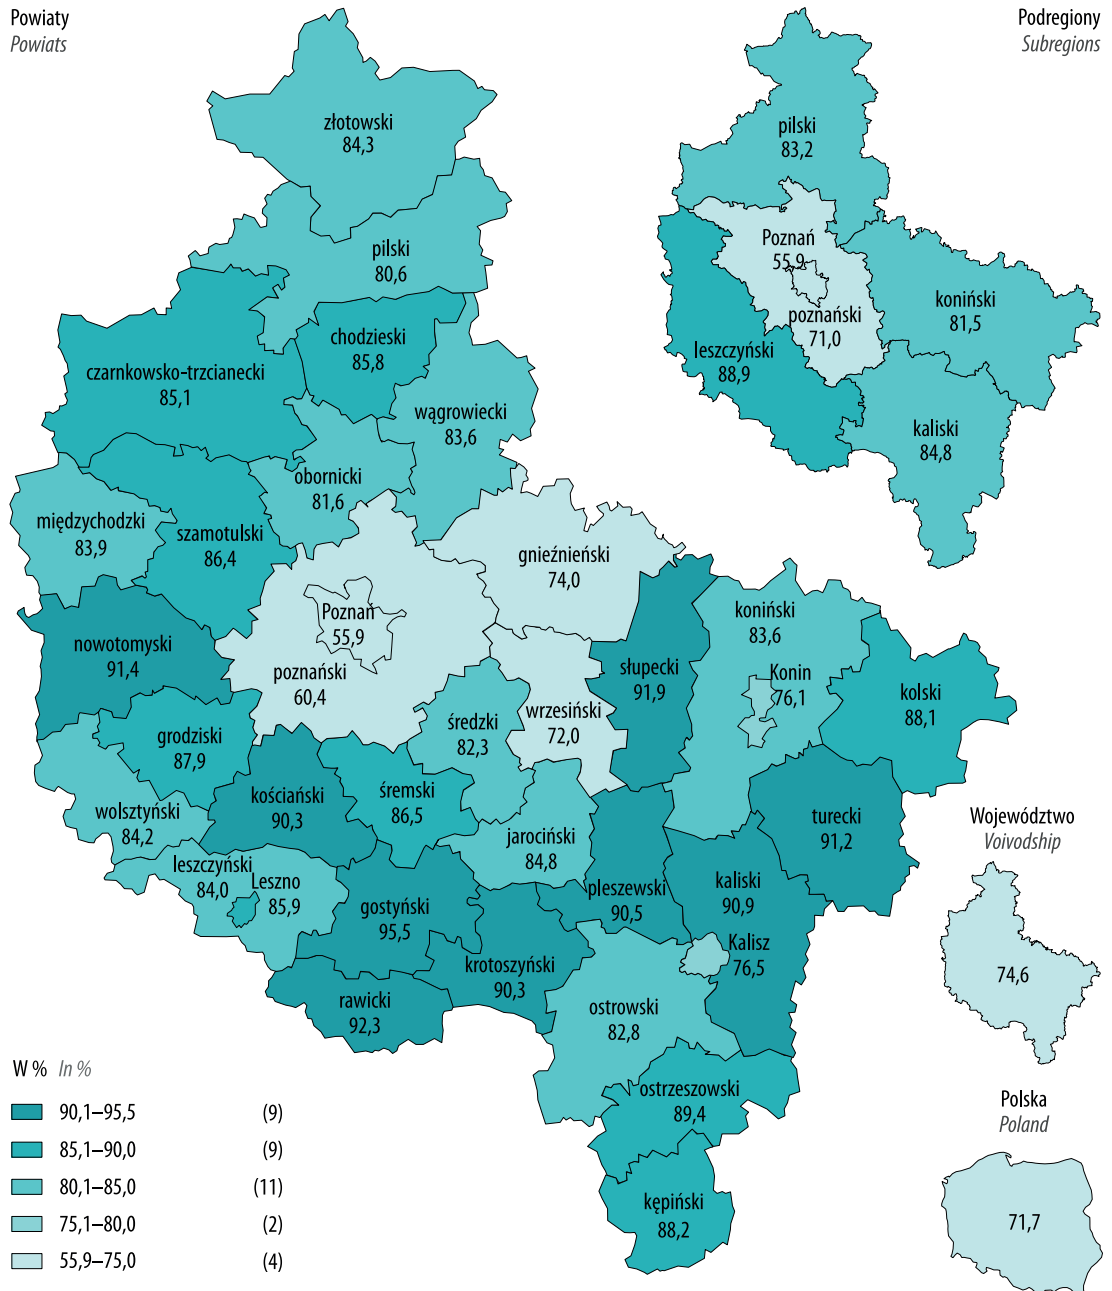 Powiaty
Powiats
Podregiony
Subregions
złotowski
84,3
pilski
80,6
chodzieski
85,8
czarnkowsko-trzcianecki
85,1
wągrowiecki
83,6
obornicki
81,6
międzychodzki
83,9
szamotulski
86,4
gnieźnieński
74,0
Poznań
55,9
poznański
60,4
nowotomyski
91,4
słupecki
91,9
koniński
83,6
Konin
76,1
kolski
88,1
średzki
82,3
wrzesiński
72,0
grodziski
87,9
kościański
90,3
śremski
86,5
wolsztyński
84,2
jarociński
84,8
turecki
91,2
leszczyński
84,0
Leszno
85,9
gostyński
95,5
pleszewski
90,5
kaliski
90,9
Kalisz
76,5
krotoszyński
90,3
rawicki
92,3
ostrowski
82,8
ostrzeszowski
89,4
kępiński
88,2
pilski
83,2
Poznań
55,9
poznański
71,0
koniński
81,5
leszczyński
88,9
kaliski
84,8
Województwo
Voivodship
74,6
Polska
Poland
71,7
W % In %
90,1–95,5 (9)
85,1–90,0 (9)
80,1–85,0 (11)
75,1–80,0 (2)
55,9–75,0 (4)